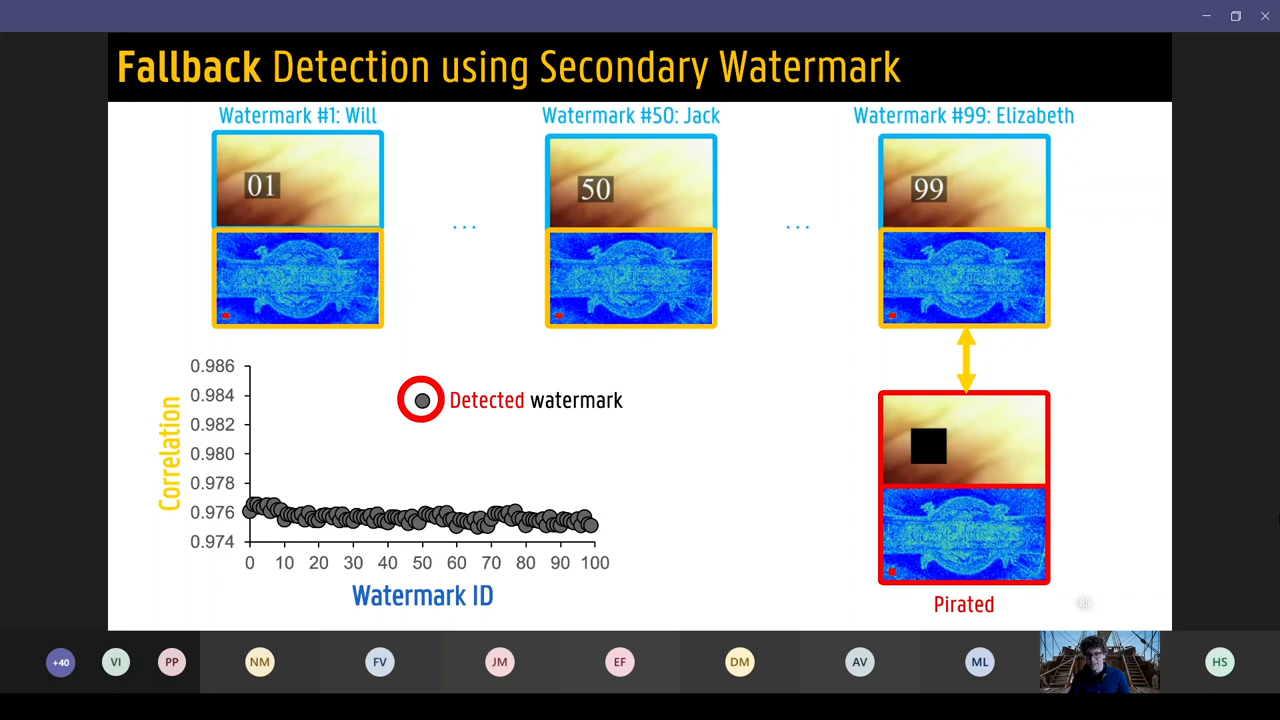 Fallback Detection using Secondary Watermark
Watermark #1: Will
Watermark #50: Jack
Watermark #99: Elizabeth
01
50
99
...
...
0.986
0.984
0.982
0.980
0.978
0.976
0.974
Correlation
Detected watermark
0 10 20 30 40 50 60 70 80 90 100
Watermark ID
Pirated
89
+40 VI PP NM FV JM EF DM AV ML HS